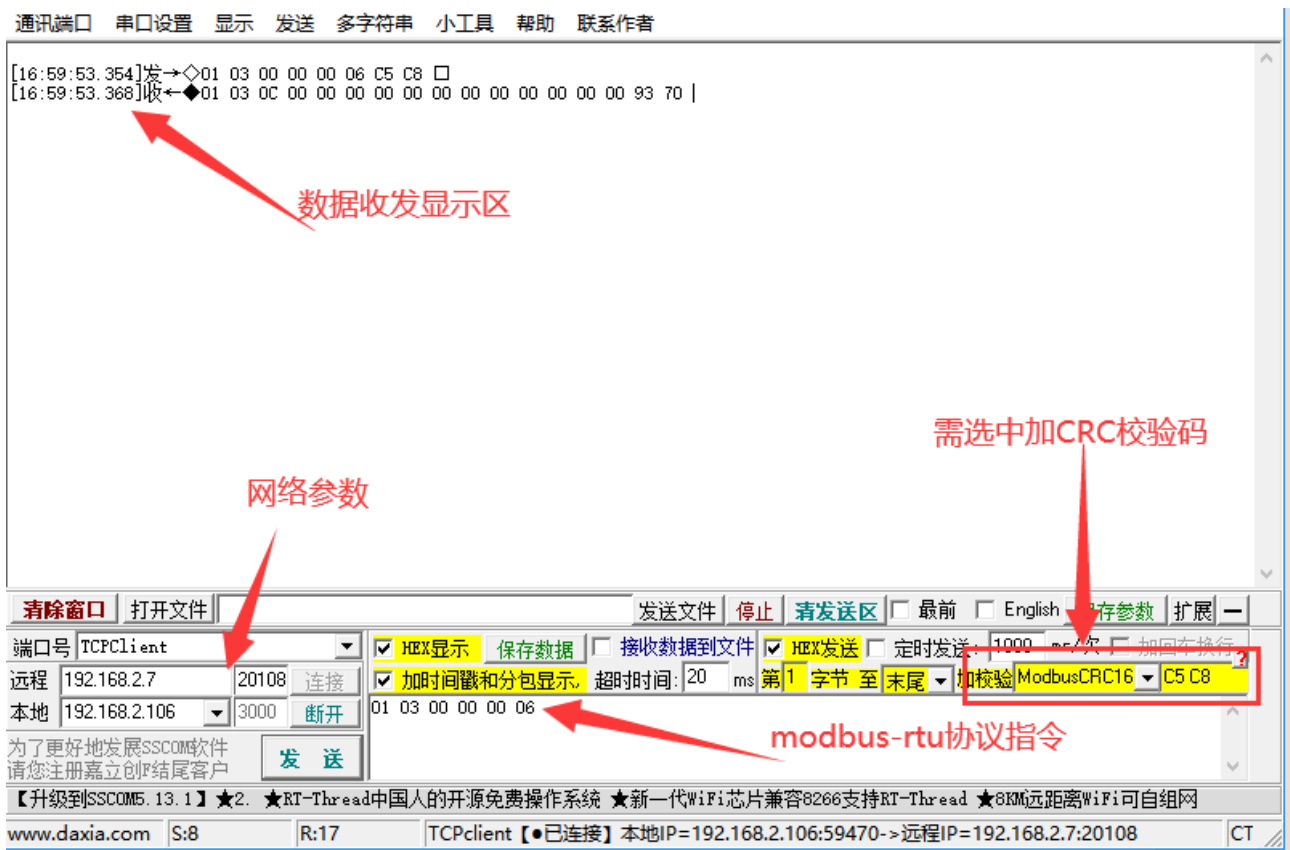 通讯端口 串口设置 显示 发送 多字符串 小工具 帮助 联系作者
[16:59:53.354]发→◇01 03 00 00 00 06 C5 C8 □
[16:59:53.368]收←◆01 03 0C 00 00 00 00 00 00 00 00 00 00 00 00 93 70
数据收发显示区
需选中加CRC校验码
网络参数
清除窗口 打开文件 发送文件 停止 清发送区 最前 English 保存参数 扩展 —
端口号 TCPClient HEX显示 保存数据 接收数据到文件 HEX发送 定时发送: 1000 ms/次 加回车换行
远程 192.168.2.7 20108 连接 加时间戳和分包显示, 超时时间: 20 ms 第 1 字节 至 末尾 加校验 ModbusCRC16 C5 C8 ?
本地 192.168.2.106 3000 断开 01 03 00 00 00 06
modbus-rtu协议指令
为了更好地发展SSCOM软件
请您注册嘉立创F结尾客户
发 送
【升级到SSCOM5.13.1】★2. ★RT-Thread中国人的开源免费操作系统 ★新一代WiFi芯片兼容8266支持RT-Thread ★8KM远距离WiFi可自组网
www.daxia.com S:8 R:17 TCPclient【●已连接】本地IP=192.168.2.106:59470->远程IP=192.168.2.7:20108 CT